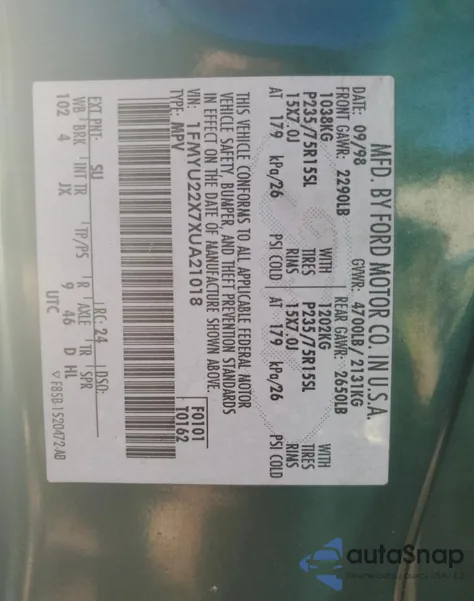 MFD. BY FORD MOTOR CO. IN U.S.A.
DATE: 09/98 GVWR: 4700LB/2131KG
FRONT GAWR: 2290LB REAR GAWR: 2650LB
1038KG WITH 1202KG WITH
P235/75R15SL TIRES P235/75R15SL TIRES
15X7.0J RIMS 15X7.0J RIMS
AT 179 kPa/26 PSI COLD AT 179 kPa/26 PSI COLD
THIS VEHICLE CONFORMS TO ALL APPLICABLE FEDERAL MOTOR
VEHICLE SAFETY, BUMPER, AND THEFT PREVENTION STANDARDS
IN EFFECT ON THE DATE OF MANUFACTURE SHOWN ABOVE.
VIN: 1FMYU22X7XUA21018 F0101
TYPE: MPV T0162
EXT PNT: SU RC: 24 DSO:
WB BRK INT TR TP/PS R AXLE TR SPR
102 4 JX 9 46 D HL
UTC ▽F85B 1520472-AB
autoSnap